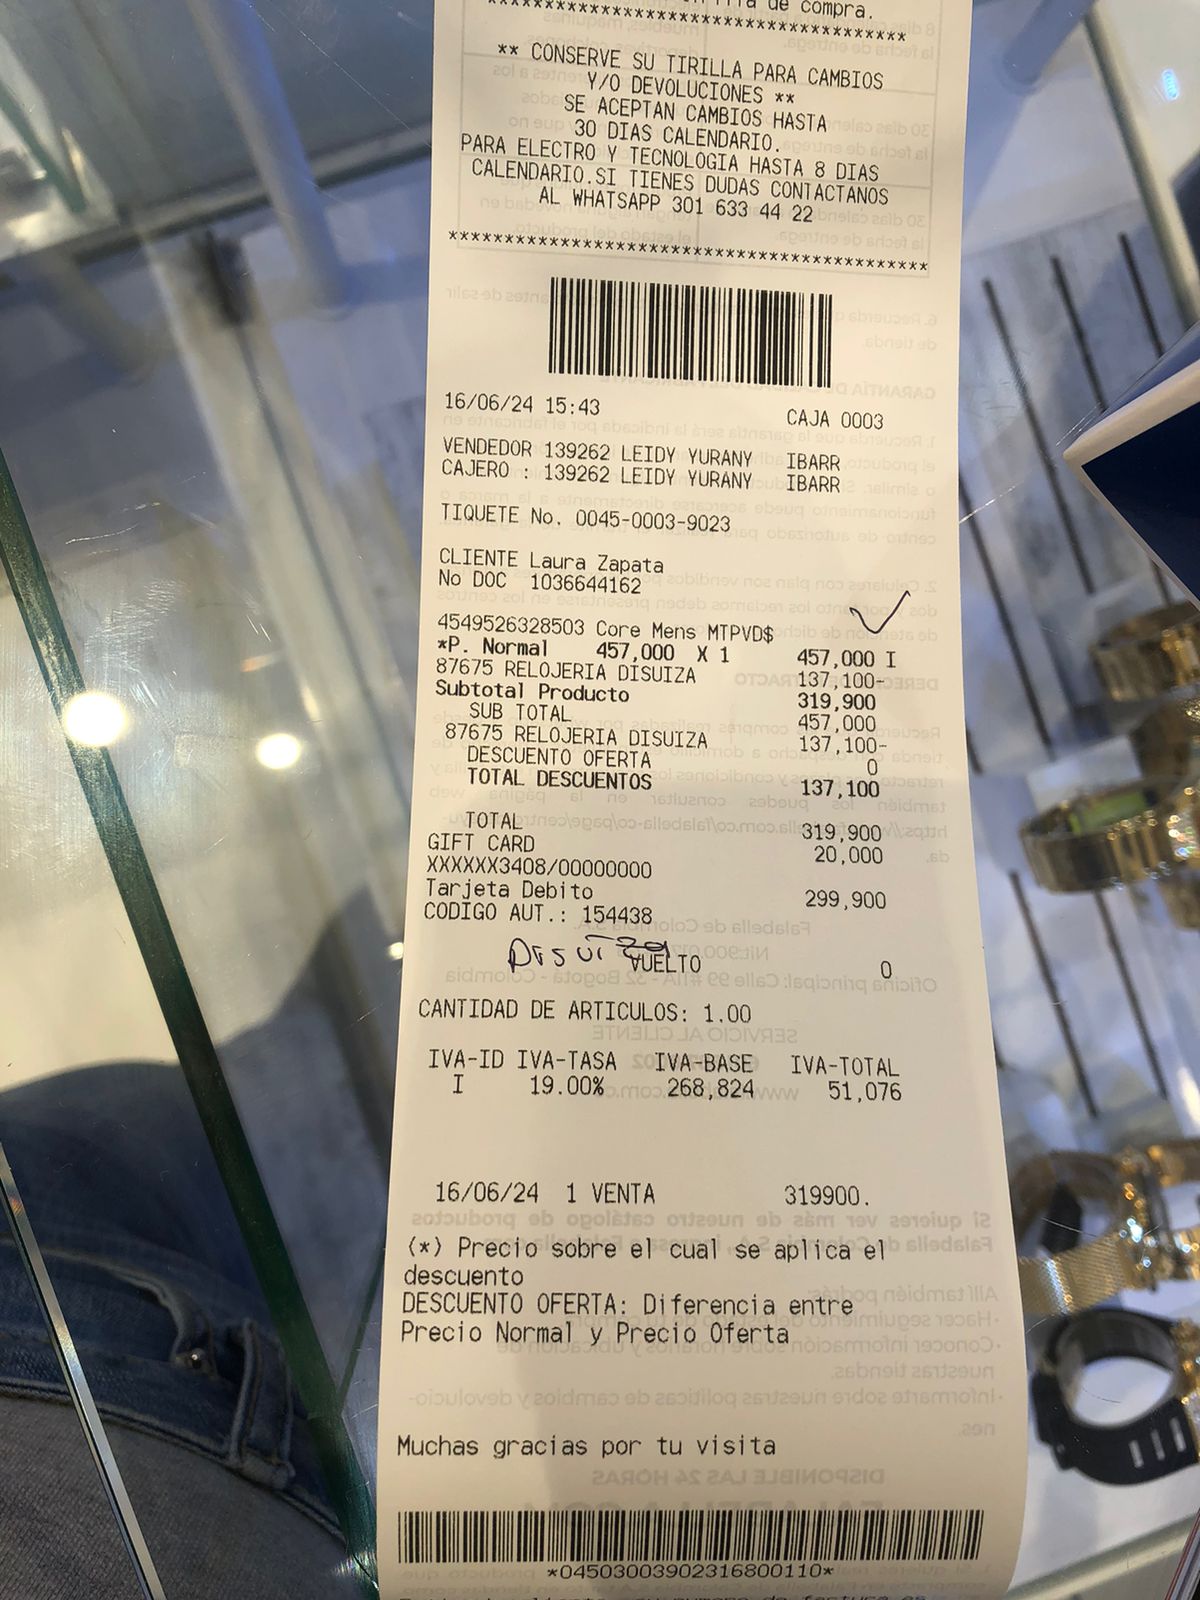 de compra.
****************************************
** CONSERVE SU TIRILLA PARA CAMBIOS
Y/O DEVOLUCIONES **
SE ACEPTAN CAMBIOS HASTA
30 DIAS CALENDARIO.
PARA ELECTRO Y TECNOLOGIA HASTA 8 DIAS
CALENDARIO.SI TIENES DUDAS CONTACTANOS
AL WHATSAPP 301 633 44 22
****************************************
16/06/24 15:43 CAJA 0003
VENDEDOR 139262 LEIDY YURANY IBARR
CAJERO : 139262 LEIDY YURANY IBARR
TIQUETE No. 0045-0003-9023
CLIENTE Laura Zapata
No DOC 1036644162
4549526328503 Core Mens MTPVD$
*P. Normal 457,000 X 1 457,000 I
87675 RELOJERIA DISUIZA 137,100-
Subtotal Producto 319,900
SUB TOTAL 457,000
87675 RELOJERIA DISUIZA 137,100-
DESCUENTO OFERTA 0
TOTAL DESCUENTOS 137,100
TOTAL 319,900
GIFT CARD 20,000
XXXXXX3408/00000000
Tarjeta Debito 299,900
CODIGO AUT.: 154438
Disuiza
VUELTO 0
CANTIDAD DE ARTICULOS: 1.00
IVA-ID IVA-TASA IVA-BASE IVA-TOTAL
I 19.00% 268,824 51,076
16/06/24 1 VENTA 319900.
(*) Precio sobre el cual se aplica el
descuento
DESCUENTO OFERTA: Diferencia entre
Precio Normal y Precio Oferta
Muchas gracias por tu visita
*04503003902316800110*